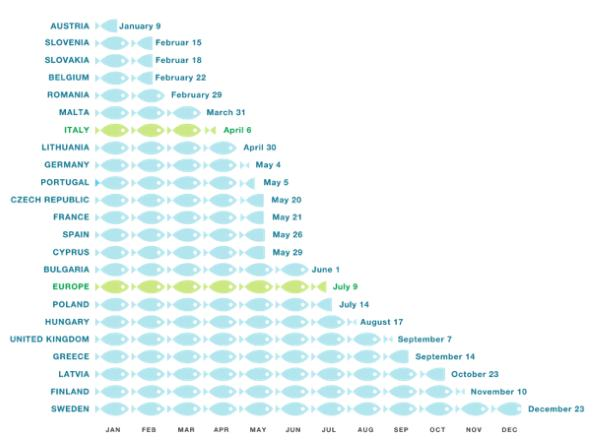 AUSTRIA January 9
SLOVENIA Februar 15
SLOVAKIA Februar 18
BELGIUM February 22
ROMANIA February 29
MALTA March 31
ITALY April 6
LITHUANIA April 30
GERMANY May 4
PORTUGAL May 5
CZECH REPUBLIC May 20
FRANCE May 21
SPAIN May 26
CYPRUS May 29
BULGARIA June 1
EUROPE July 9
POLAND July 14
HUNGARY August 17
UNITED KINGDOM September 7
GREECE September 14
LATVIA October 23
FINLAND November 10
SWEDEN December 23
JAN FEB MAR APR MAY JUN JUL AUG SEP OCT NOV DEC